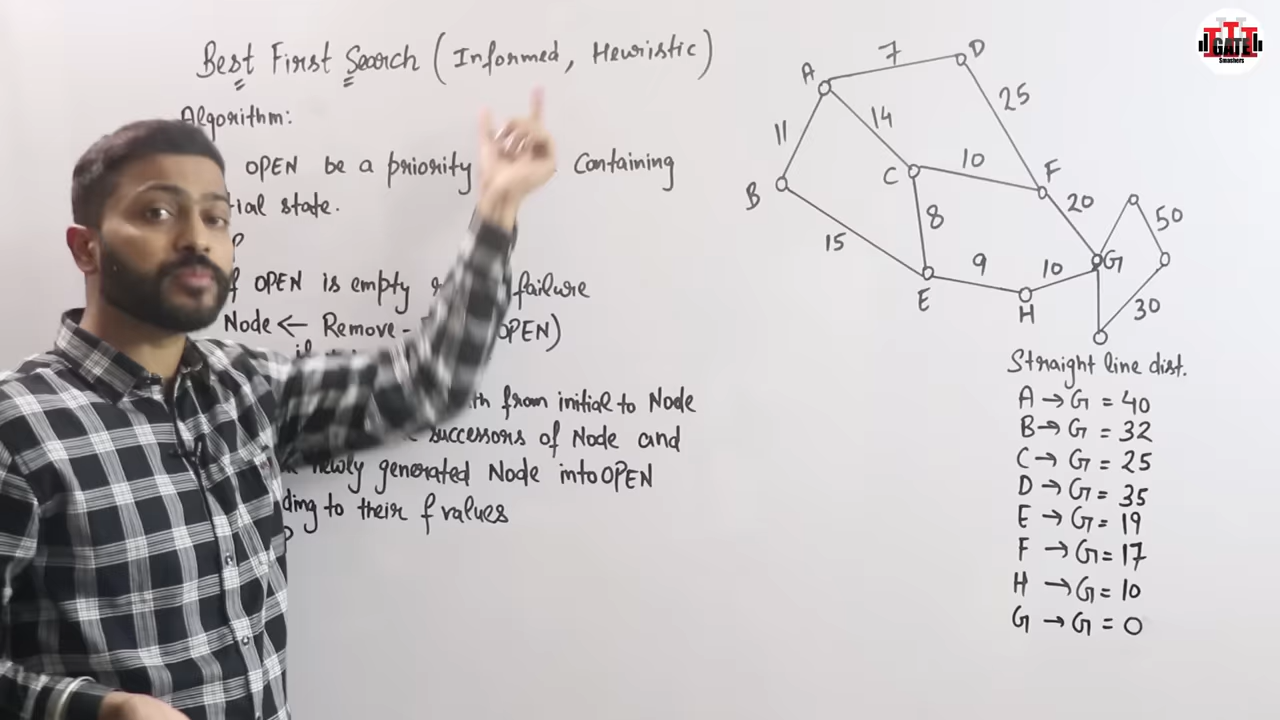 Best First Search (Informed, Heuristic)
Algorithm:
OPEN be a priority Containing
tial state.
OPEN is empty failure
Node ← Remove- OPEN)
from initial to Node
successors of Node and
newly generated Node into OPEN
ding to their f values
GATE
Smashers
A
7
D
11
14
25
B
C
10
F
20
50
15
8
E
9
H
10
G
30
Straight line dist.
A → G = 40
B → G = 32
C → G = 25
D → G = 35
E → G = 19
F → G = 17
H → G = 10
G → G = 0